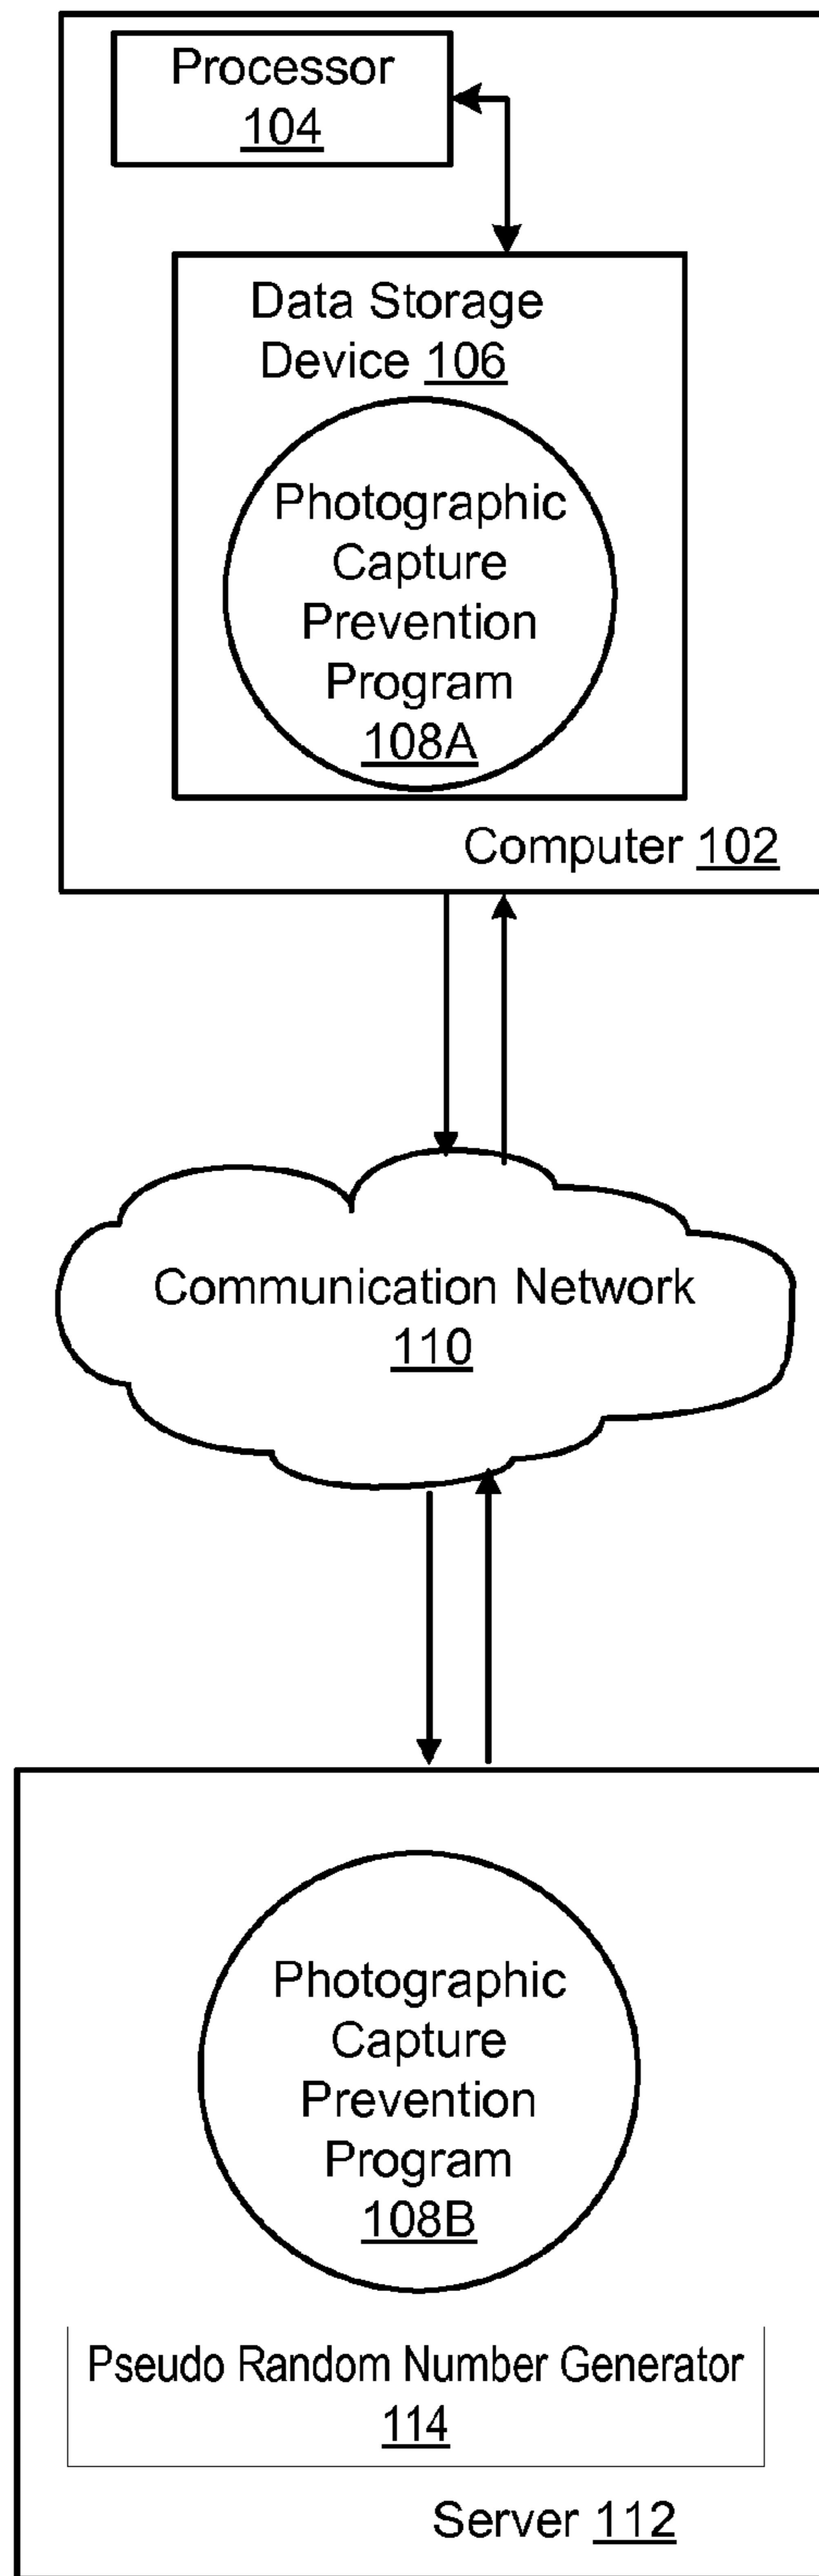 Processor
104
Data Storage
Device 106
Photographic
Capture
Prevention
Program
108A
Computer 102
Communication Network
110
Photographic
Capture
Prevention
Program
108B
Pseudo Random Number Generator
114
Server 112